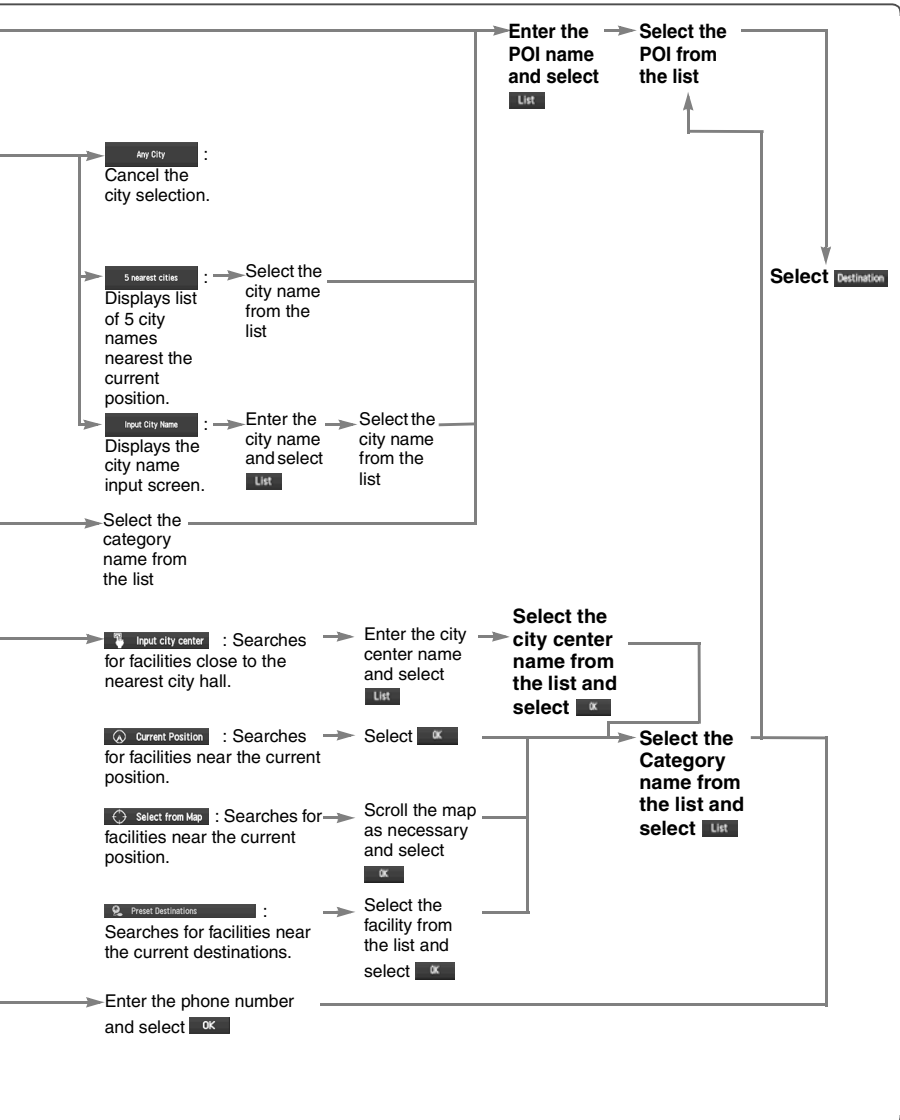 Enter the
POI name
and select
List
Select the
POI from
the list
Any City :
Cancel the
city selection.
5 nearest cities :
Displays list
of 5 city
names
nearest the
current
position.
Select the
city name
from the
list
Select Destination
Input City Name :
Displays the
city name
input screen.
Enter the
city name
and select
List
Select the
city name
from the
list
Select the
category
name from
the list
Input city center : Searches
for facilities close to the
nearest city hall.
Enter the city
center name
and select
List
Select the
city center
name from
the list and
select OK
Current Position : Searches
for facilities near the current
position.
Select OK
Select the
Category
name from
the list and
select List
Select from Map : Searches for
facilities near the current
position.
Scroll the map
as necessary
and select
OK
Preset Destinations :
Searches for facilities near
the current destinations.
Select the
facility from
the list and
select OK
Enter the phone number
and select OK